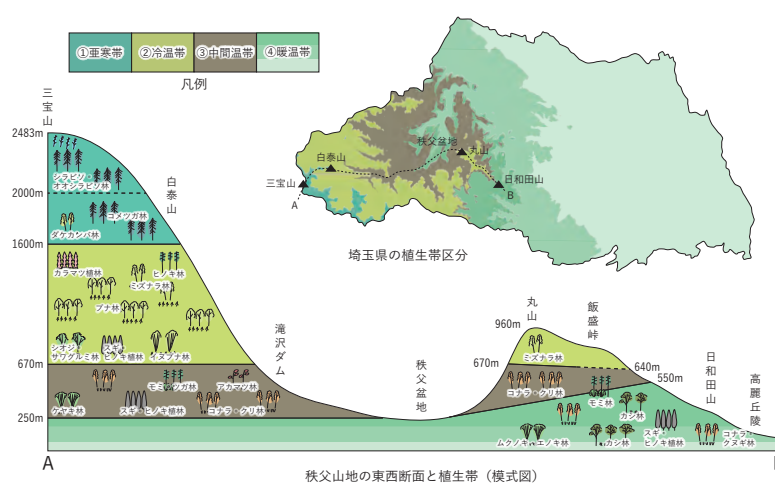 ①亜寒帯
②冷温帯
③中間温帯
④暖温帯
凡例
三宝山
2483m
シラビソ・
オオシラビソ林
白泰山
2000m
コメツガ林
ダケカンバ林
1600m
カラマツ植林
ヒノキ林
ミズナラ林
ブナ林
シオジ
サワグルミ林
スギ・
ヒノキ植林
イヌブナ林
滝沢ダム
670m
モミ・ツガ林
アカマツ林
ケヤキ林
スギ・ヒノキ植林
コナラ・クリ林
250m
A
秩父盆地
丸山
白泰山
三宝山
日和田山
A
B
埼玉県の植生帯区分
秩父盆地
丸山
960m
飯盛峠
ミズナラ林
670m
640m
550m
コナラ・クリ林
モミ林
日和田山
高麗丘陵
カシ林
ムクノキ・エノキ林
カシ林
スギ・
ヒノキ植林
コナラ・
クヌギ林
秩父山地の東西断面と植生帯（模式図）